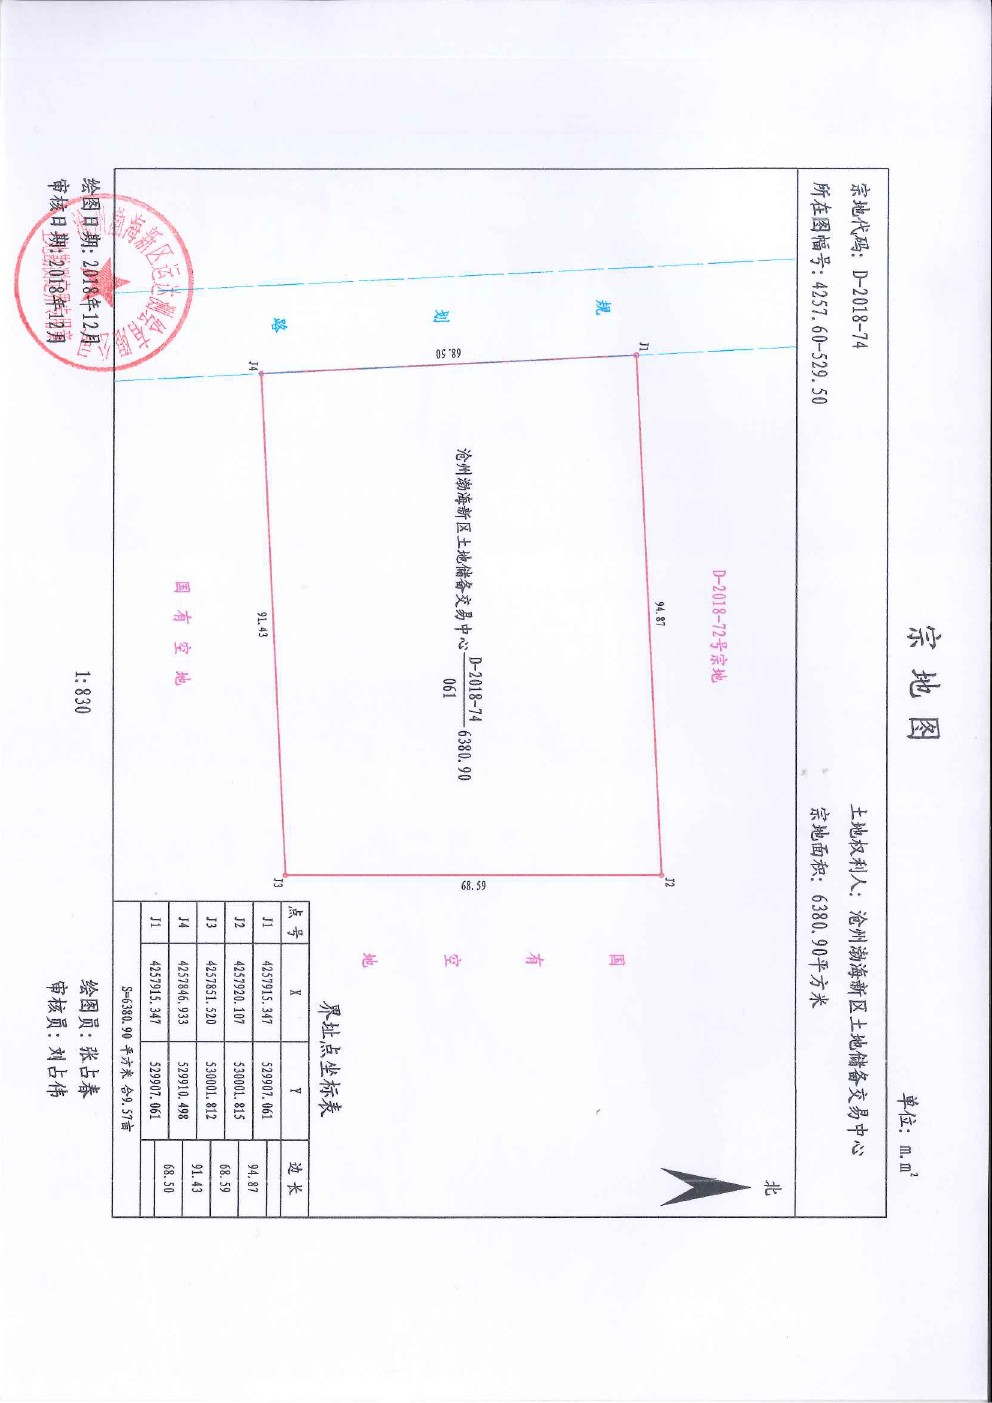 宗地图
单位：m.m²
宗地代码：D-2018-74
土地权利人：沧州渤海新区土地储备交易中心
所在图幅号：4257.60-529.50
宗地面积：6380.90平方米
北
D-2018-72号宗地
规划路
J1
94.87
J2
68.50
68.59
沧州渤海新区土地储备交易中心 D-2018-74 6380.90
061
国有空地
J4
91.43
J3
国有空地
界址点坐标表
点号 X Y 边长
J1 4257915.347 529907.061
94.87
J2 4257920.107 530001.815
68.59
J3 4257851.520 530001.812
91.43
J4 4257846.933 529910.498
68.50
J1 4257915.347 529907.061
S=6380.90 平方米 合9.57亩
绘图日期：2018年12月
1:830
绘图员：张占春
审核日期：2018年12月
审核员：刘占伟